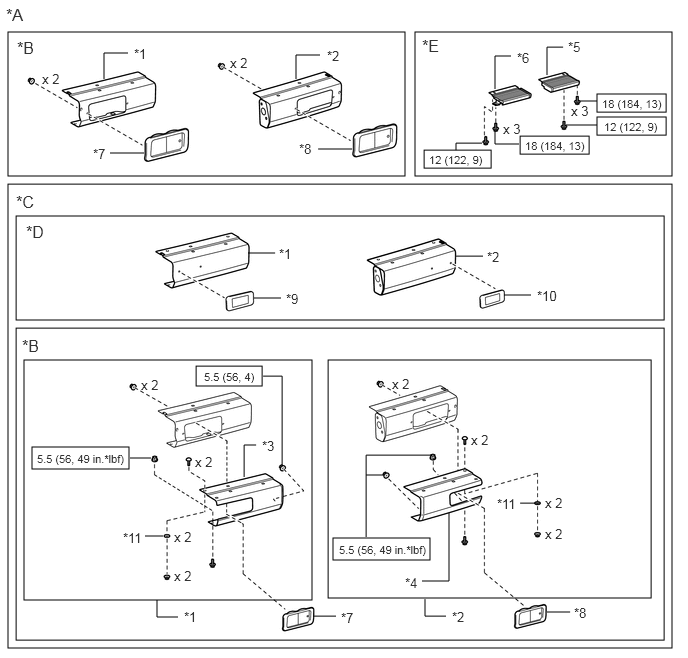 *A
*B
*1
x 2
*7
*2
x 2
*8
*E
*6
*5
18 (184, 13)
x 3
12 (122, 9)
x 3
18 (184, 13)
12 (122, 9)
*C
*D
*1
*9
*2
*10
*B
x 2
5.5 (56, 4)
*3
5.5 (56, 49 in.*lbf)
x 2
*11
x 2
x 2
*1
*7
x 2
x 2
*11
x 2
x 2
5.5 (56, 49 in.*lbf)
*4
*2
*8